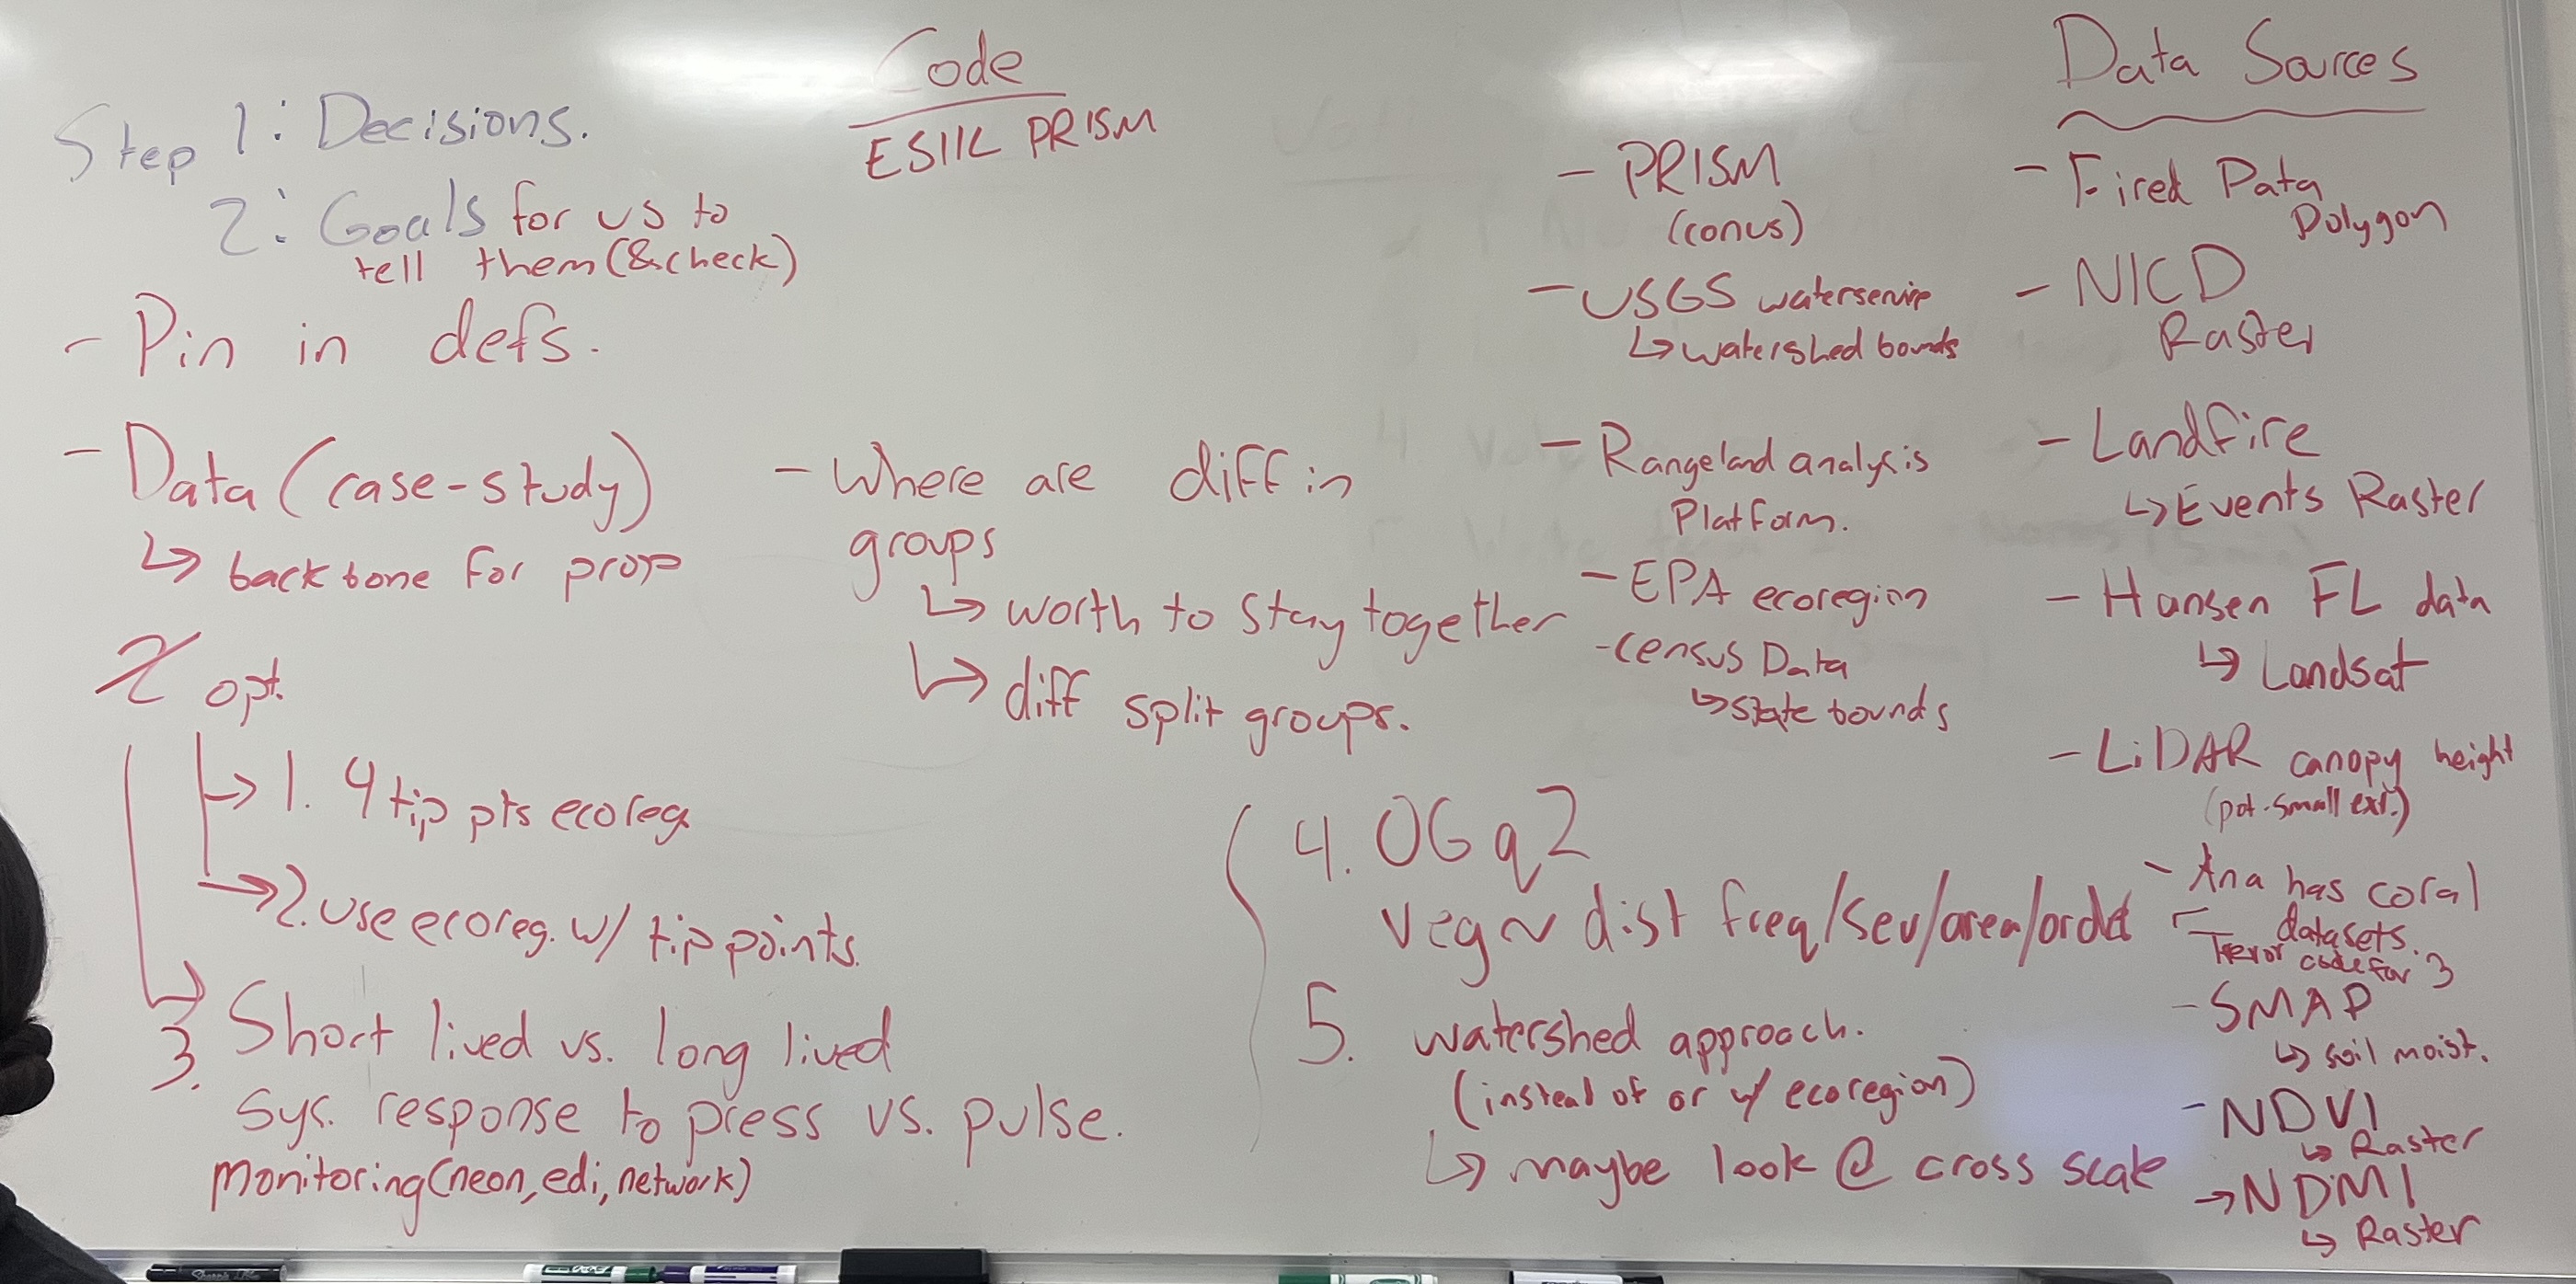 Step 1: Decisions.
2: Goals for us to
tell them (& check)
- Pin in defs.
- Data (case-study)
↳ backbone for prop
2 opt.
→ 1. 4 tip pts ecoreg.
→ 2. use ecoreg. w/ tip points.
3. Short lived vs. long lived
Sys. response to press vs. pulse.
Monitoring (neon, edi, network)
Code
ESIIL PRISM
- Where are diff in
groups
↳ worth to stay together
↳ diff split groups.
4. OG q2
veg ~ dist freq/sev/area/order
5. watershed approach.
(instead of or w/ ecoregion)
↳ maybe look @ cross scale
Data Sources
- PRISM
(conus)
- USGS waterservice
↳ watershed bounds
- Rangeland analysis
Platform.
- EPA ecoregion
- Census Data
↳ state bounds
- Fired Data
Polygon
- NICD
Raster
- Landfire
↳ Events Raster
- Hansen FL data
↳ Landsat
- LiDAR canopy height
(pot. small ext.)
- Ana has coral
datasets.
- Trevor code for 3
- SMAP
↳ soil moist.
- NDVI
↳ Raster
→ NDMI
↳ Raster
Sharpie